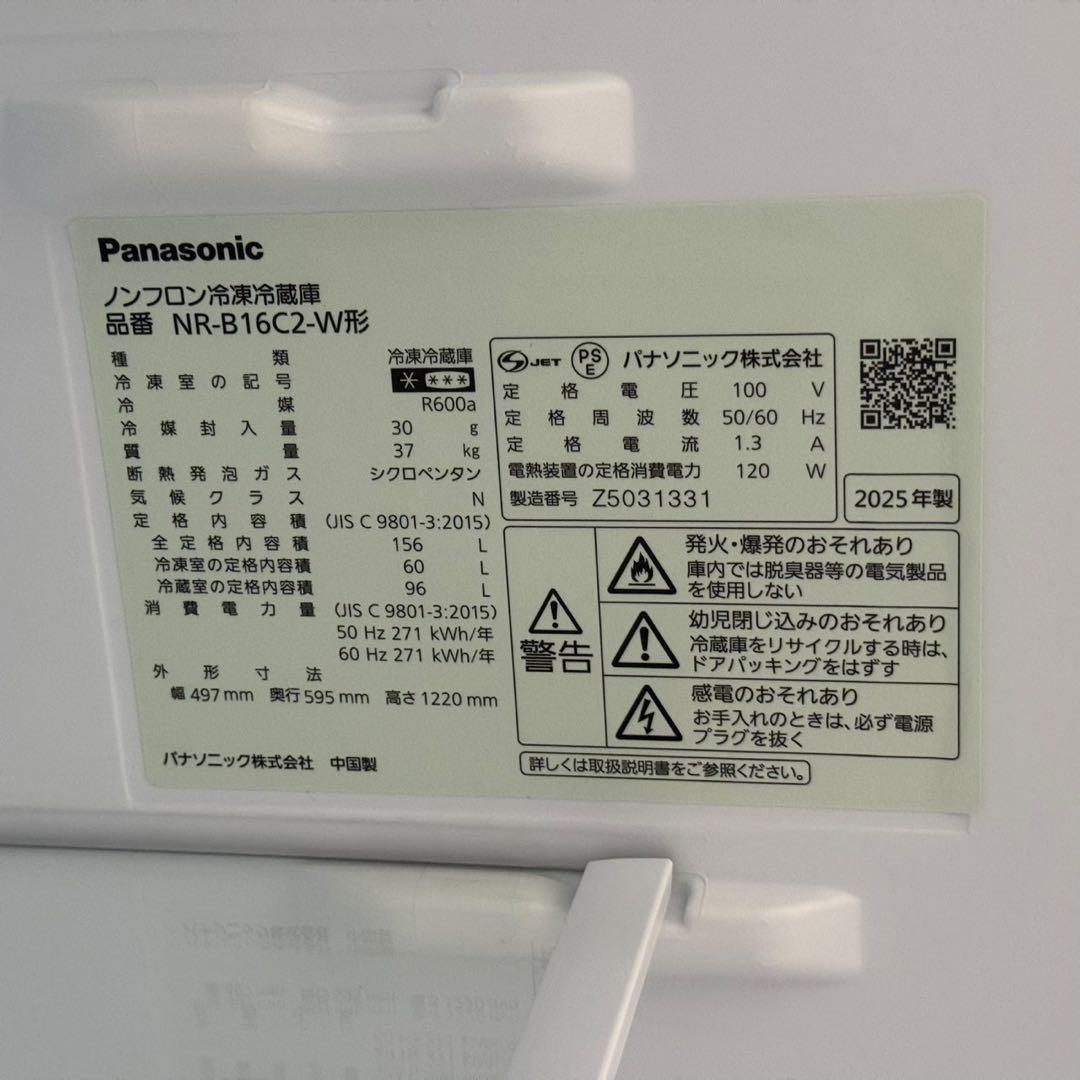 Panasonic
ノンフロン冷凍冷蔵庫
品番 NR-B16C2-W形
種類 冷凍冷蔵庫
冷凍室の記号 * ***
冷媒 R600a
冷媒封入量 30 g
質量 37 kg
断熱発泡ガス シクロペンタン
気候クラス N
定格内容積 (JIS C 9801-3:2015)
全定格内容積 156 L
冷凍室の定格内容積 60 L
冷蔵室の定格内容積 96 L
消費電力量 (JIS C 9801-3:2015)
50 Hz 271 kWh/年
60 Hz 271 kWh/年
外形寸法
幅 497 mm 奥行 595 mm 高さ 1220 mm
パナソニック株式会社 中国製
S JET PSE パナソニック株式会社
定格電圧 100 V
定格周波数 50/60 Hz
定格電流 1.3 A
電熱装置の定格消費電力 120 W
製造番号 Z5031331
2025年製
警告
発火・爆発のおそれあり
庫内では脱臭器等の電気製品
を使用しない
幼児閉じ込みのおそれあり
冷蔵庫をリサイクルする時は、
ドアパッキングをはずす
感電のおそれあり
お手入れのときは、必ず電源
プラグを抜く
詳しくは取扱説明書をご参照ください。